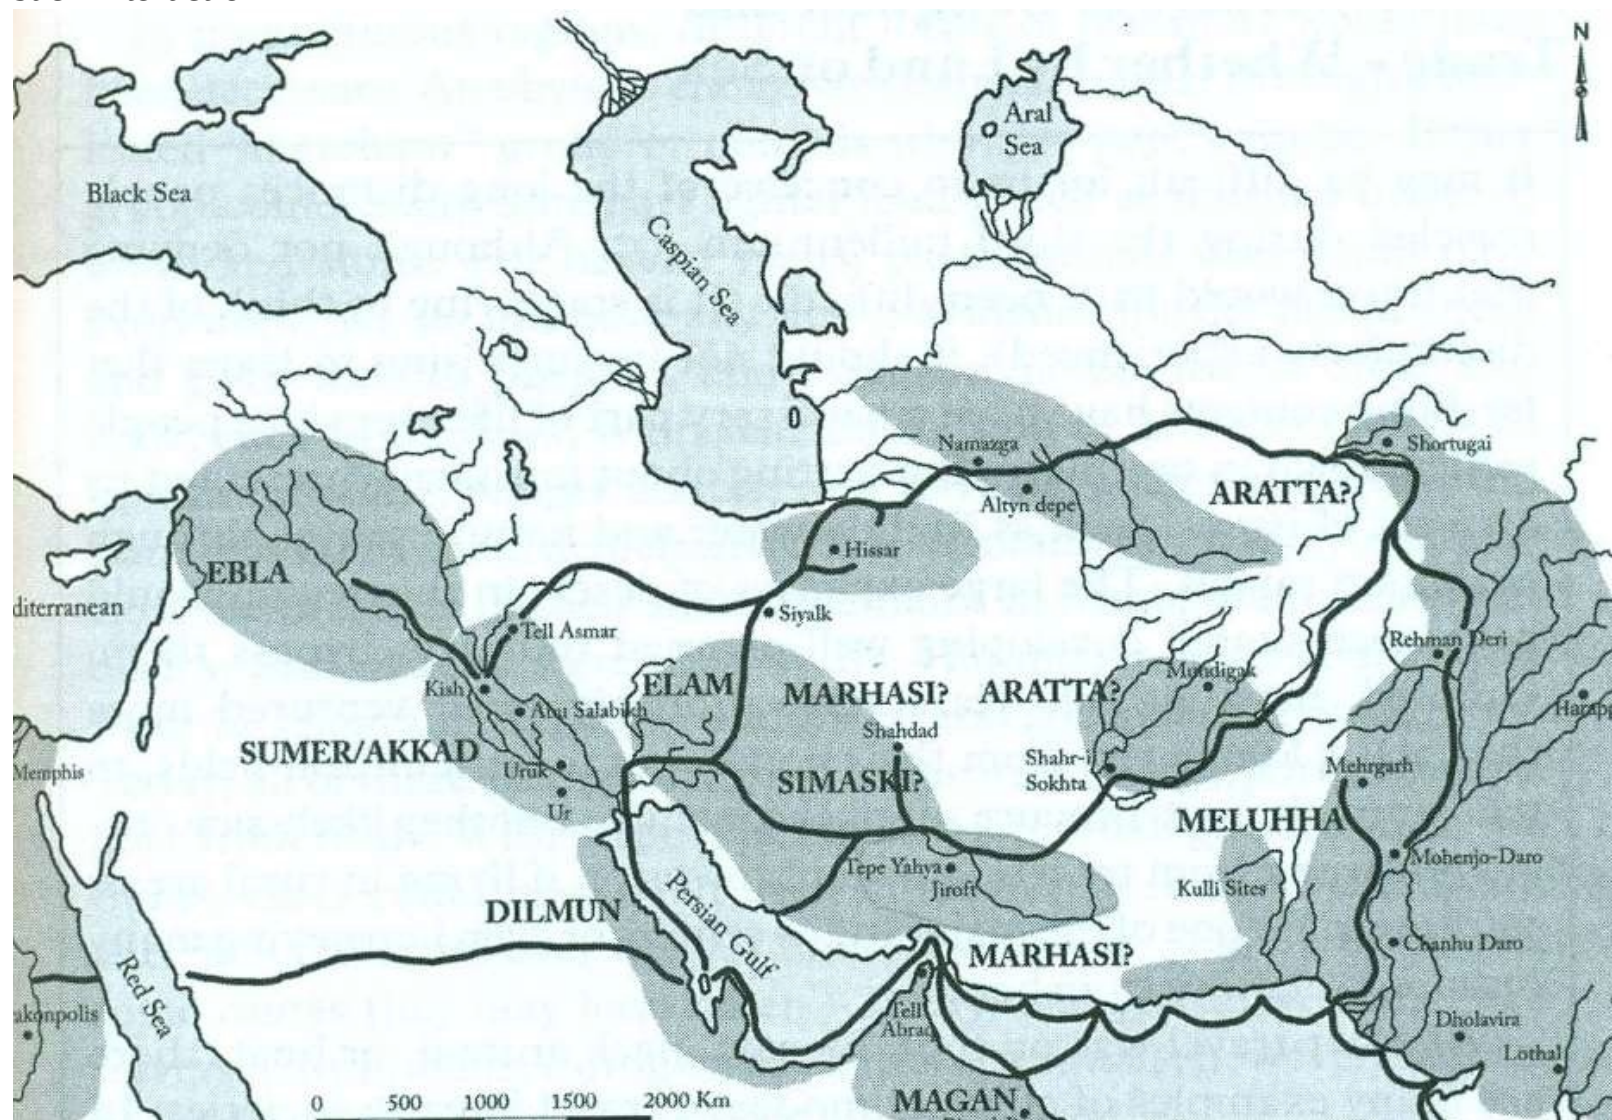 N
Aral
Sea
Black Sea
Caspian Sea
Namazga
Shortugai
Altyn depe
ARATTA?
Hissar
EBLA
diterranean
Siyalk
Tell Asmar
Rehman Deri
Kish
ELAM
MARHASI?
ARATTA?
Mundigak
Harapp
Abu Salabikh
SUMER/AKKAD
Shahdad
Memphis
Uruk
SIMASKI?
Shahr-i
Sokhta
Mehrgarh
Ur
MELUHHA
Tepe Yahya
Jiroft
Kulli Sites
Mohenjo-Daro
Persian Gulf
DILMUN
MARHASI?
Chanhu Daro
Red Sea
akonpolis
Tell
Abraq
Dholavira
Lothal
MAGAN
0 500 1000 1500 2000 Km